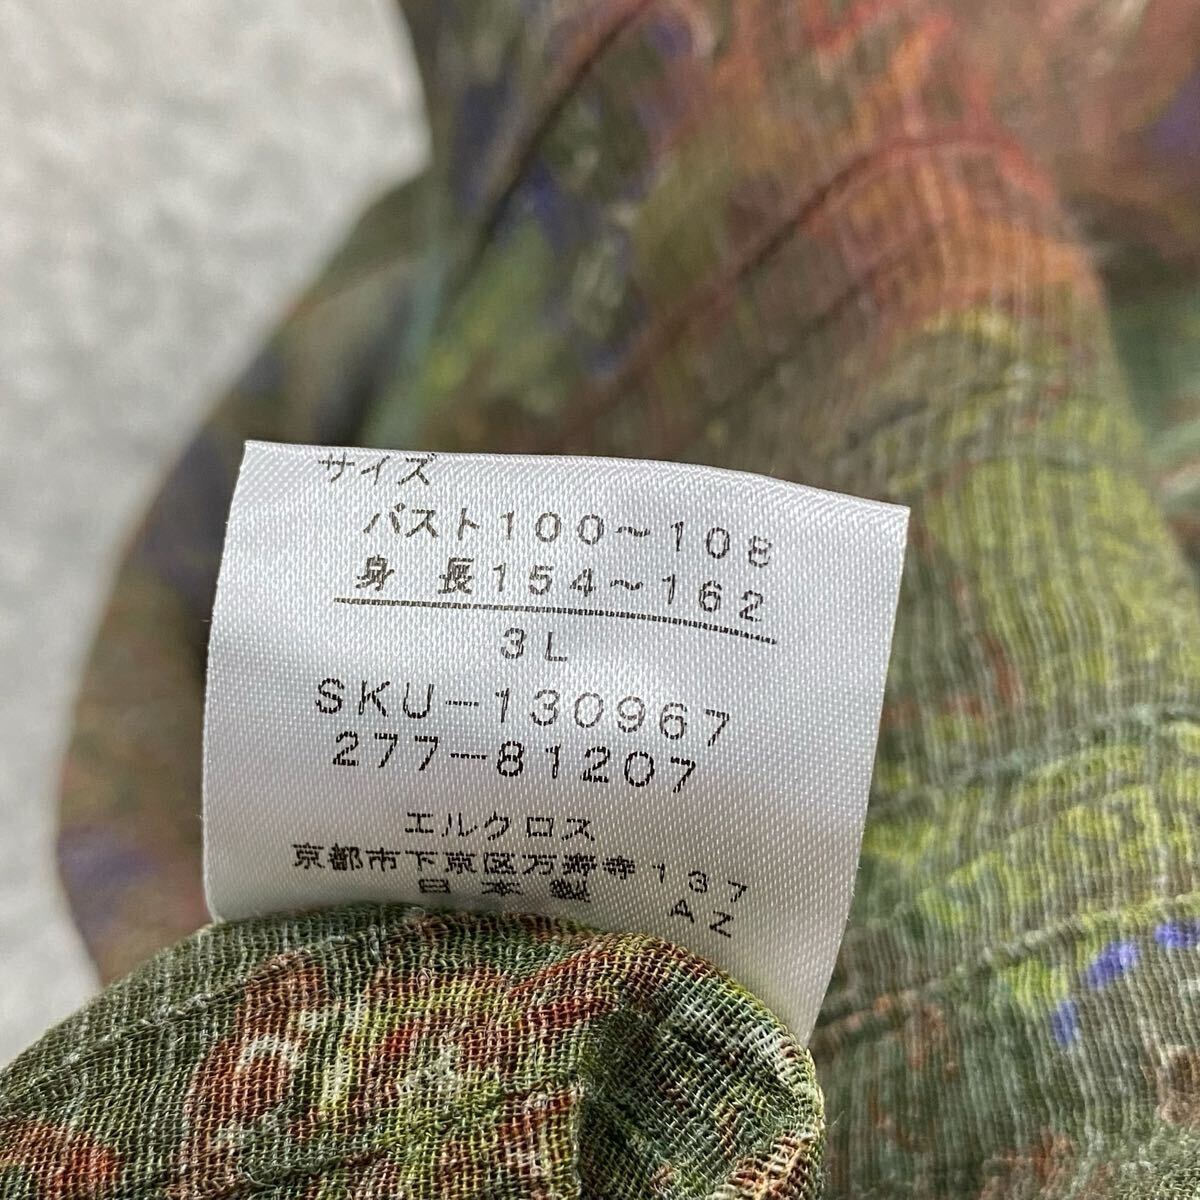 サイズ
バスト100〜108
身 長154〜162
3L
SKU-130967
277-81207
エルクロス
京都市下京区万寿寺137
日本製 AZ